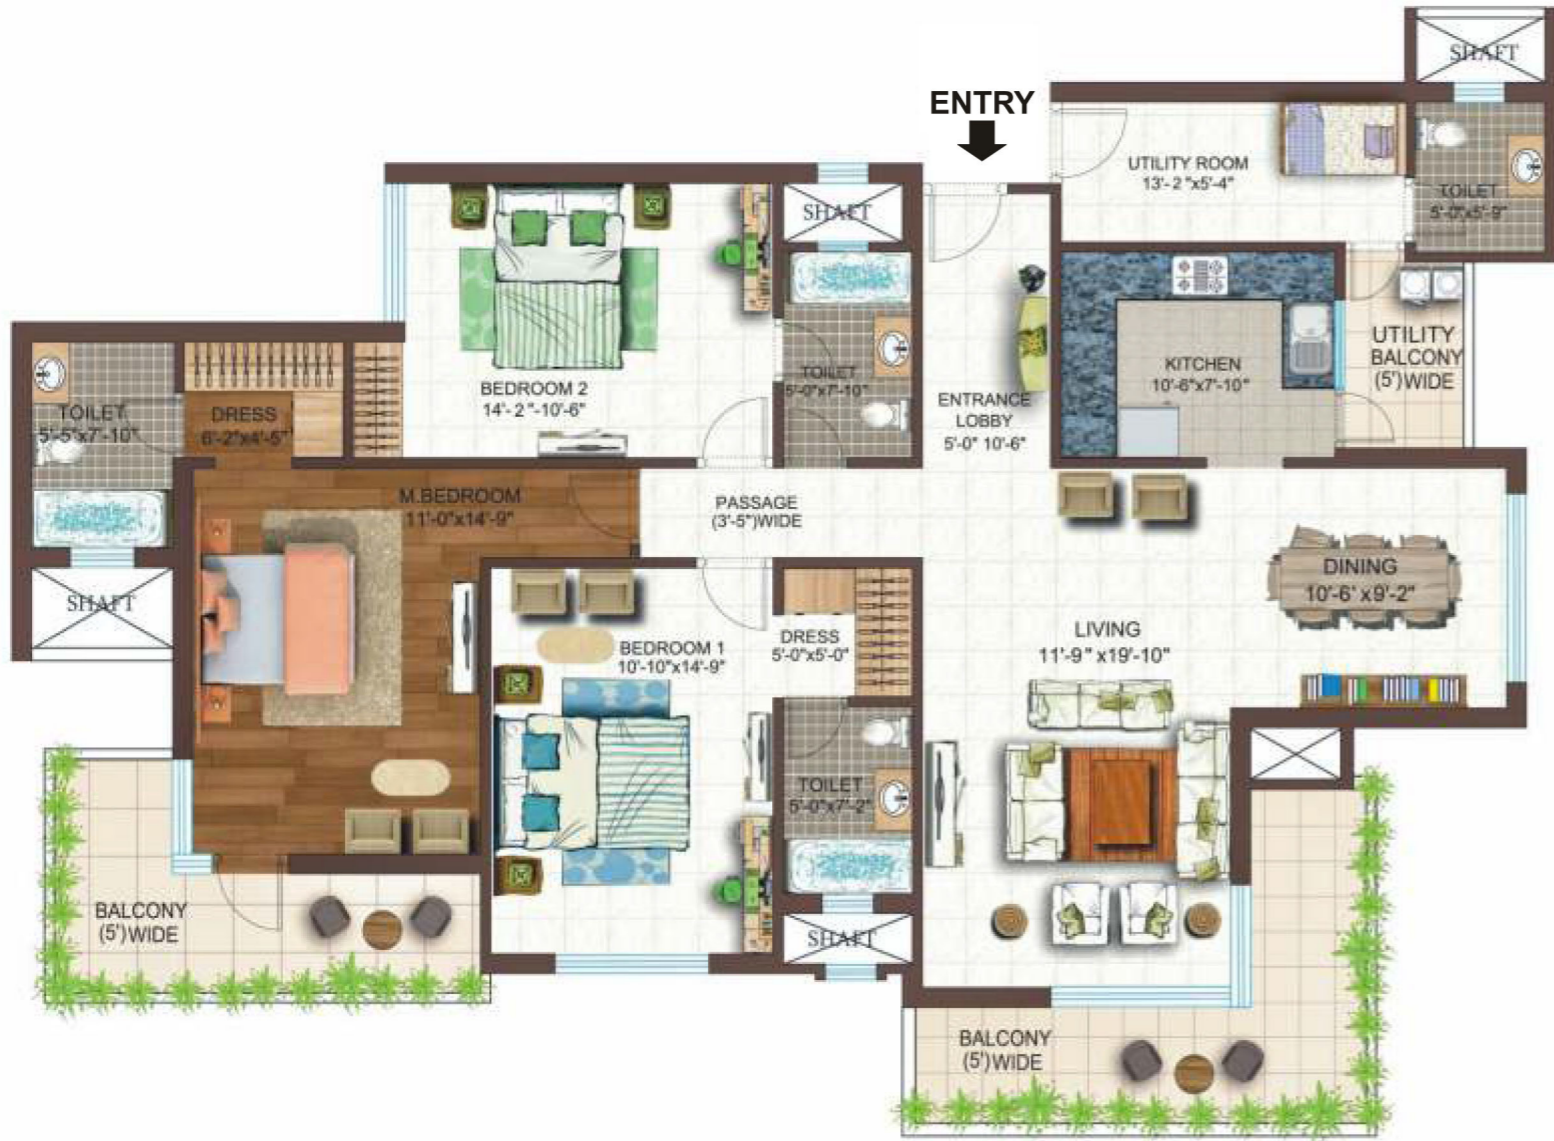 SHAFT
ENTRY
UTILITY ROOM
13'- 2 "x5'-4"
TOILET
5'-0"x5'-9"
SHAFT
BEDROOM 2
14'- 2 "-10'-6"
TOILET
5'-0"x7'-10"
ENTRANCE
LOBBY
5'-0" 10'-6"
KITCHEN
10'-6"x7'-10"
UTILITY
BALCONY
(5')WIDE
TOILET
5'-5"x7'-10"
DRESS
6'-2"x4'-5"
M.BEDROOM
11'-0"x14'-9"
PASSAGE
(3'-5")WIDE
SHAFT
DINING
10'-6' x9'-2"
LIVING
11'-9" x19'-10"
BEDROOM 1
10'-10"x14'-9"
DRESS
5'-0"x5'-0"
TOILET
5'-0"x7'-2"
SHAFT
BALCONY
(5')WIDE
BALCONY
(5')WIDE